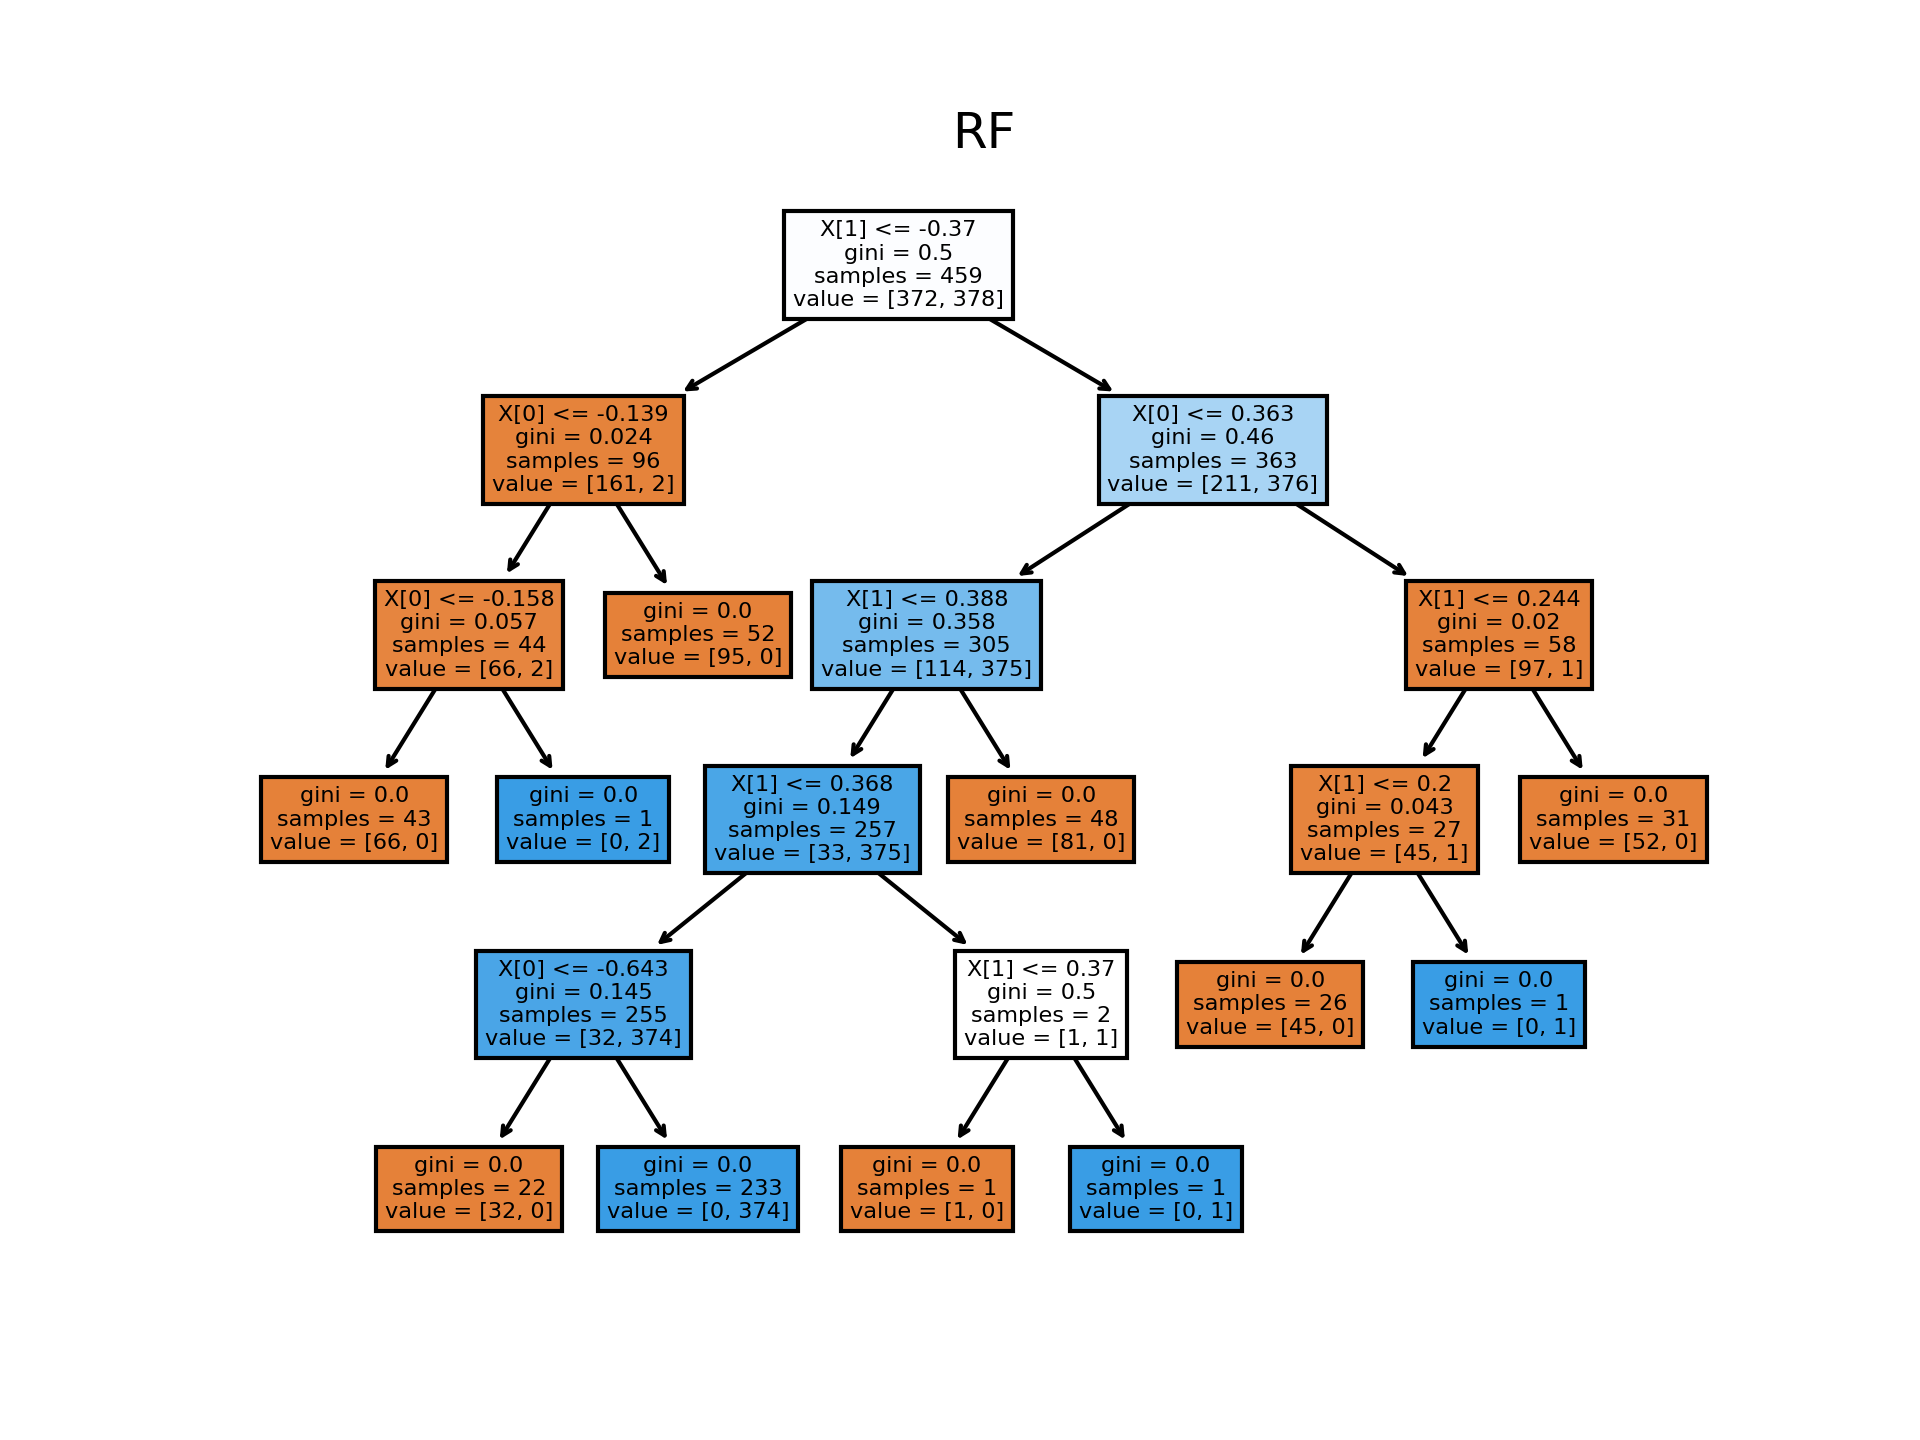 RF
X[1] <= -0.37
gini = 0.5
samples = 459
value = [372, 378]
X[0] <= -0.139
gini = 0.024
samples = 96
value = [161, 2]
X[0] <= 0.363
gini = 0.46
samples = 363
value = [211, 376]
X[0] <= -0.158
gini = 0.057
samples = 44
value = [66, 2]
gini = 0.0
samples = 52
value = [95, 0]
X[1] <= 0.388
gini = 0.358
samples = 305
value = [114, 375]
X[1] <= 0.244
gini = 0.02
samples = 58
value = [97, 1]
gini = 0.0
samples = 43
value = [66, 0]
gini = 0.0
samples = 1
value = [0, 2]
X[1] <= 0.368
gini = 0.149
samples = 257
value = [33, 375]
gini = 0.0
samples = 48
value = [81, 0]
X[1] <= 0.2
gini = 0.043
samples = 27
value = [45, 1]
gini = 0.0
samples = 31
value = [52, 0]
X[0] <= -0.643
gini = 0.145
samples = 255
value = [32, 374]
X[1] <= 0.37
gini = 0.5
samples = 2
value = [1, 1]
gini = 0.0
samples = 26
value = [45, 0]
gini = 0.0
samples = 1
value = [0, 1]
gini = 0.0
samples = 22
value = [32, 0]
gini = 0.0
samples = 233
value = [0, 374]
gini = 0.0
samples = 1
value = [1, 0]
gini = 0.0
samples = 1
value = [0, 1]